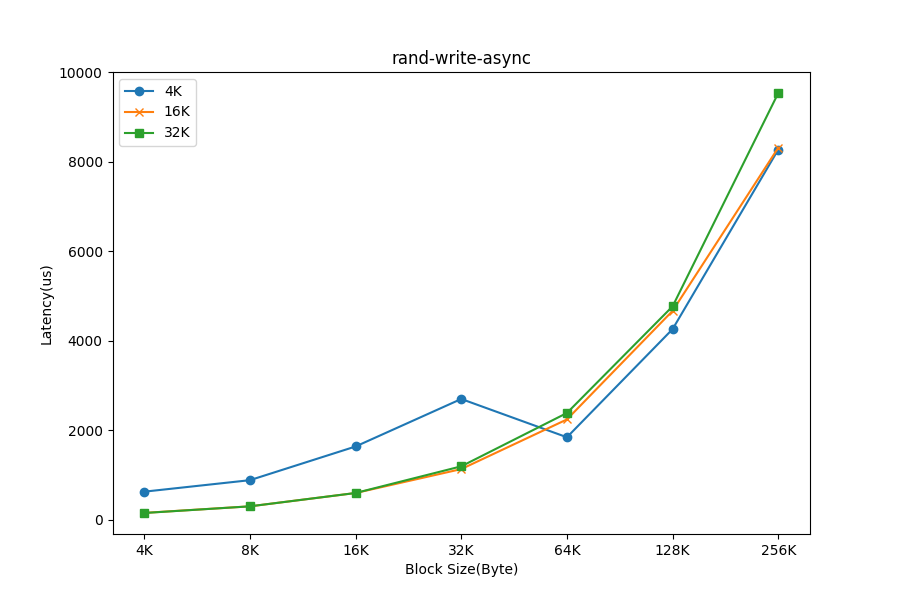 rand-write-async
4K
16K
32K
10000
8000
6000
4000
2000
0
Latency(us)
4K 8K 16K 32K 64K 128K 256K
Block Size(Byte)